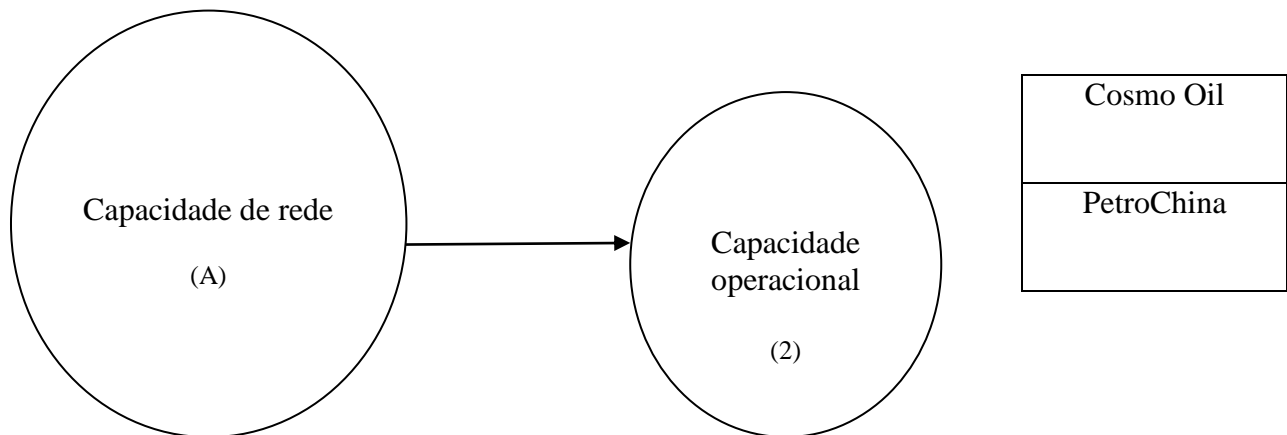 Capacidade de rede
(A)
Capacidade
operacional
(2)
Cosmo Oil
PetroChina